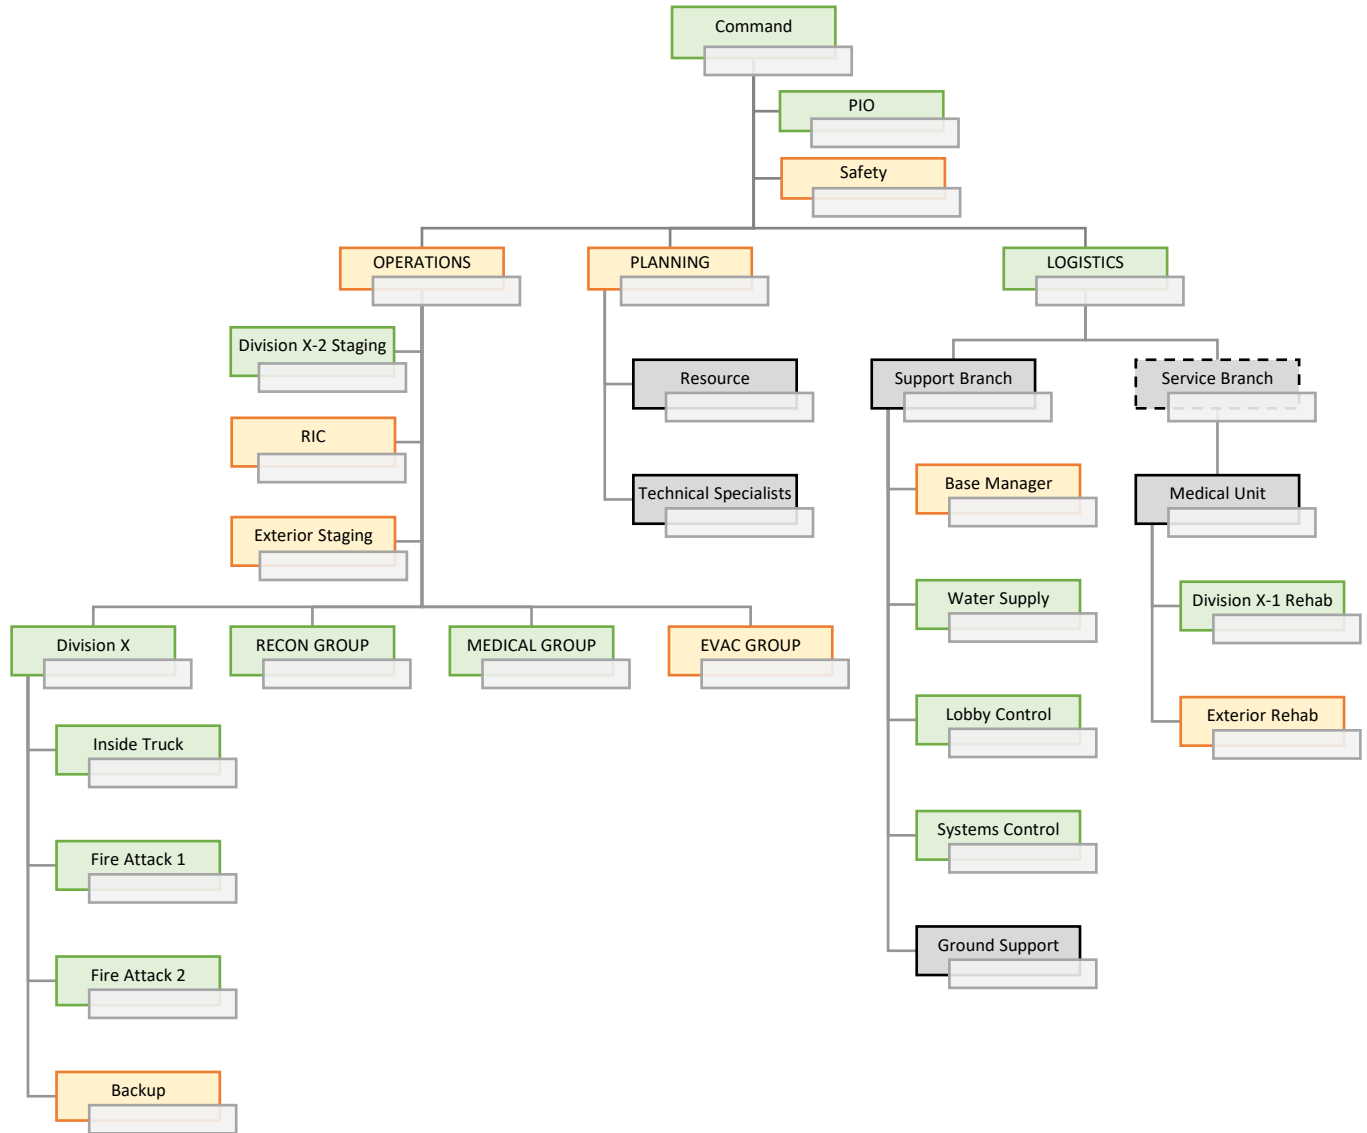 Command
PIO
Safety
OPERATIONS
PLANNING
LOGISTICS
Division X-2 Staging
RIC
Exterior Staging
Resource
Technical Specialists
Support Branch
Service Branch
Base Manager
Medical Unit
Water Supply
Division X-1 Rehab
Lobby Control
Exterior Rehab
Systems Control
Ground Support
Division X
RECON GROUP
MEDICAL GROUP
EVAC GROUP
Inside Truck
Fire Attack 1
Fire Attack 2
Backup